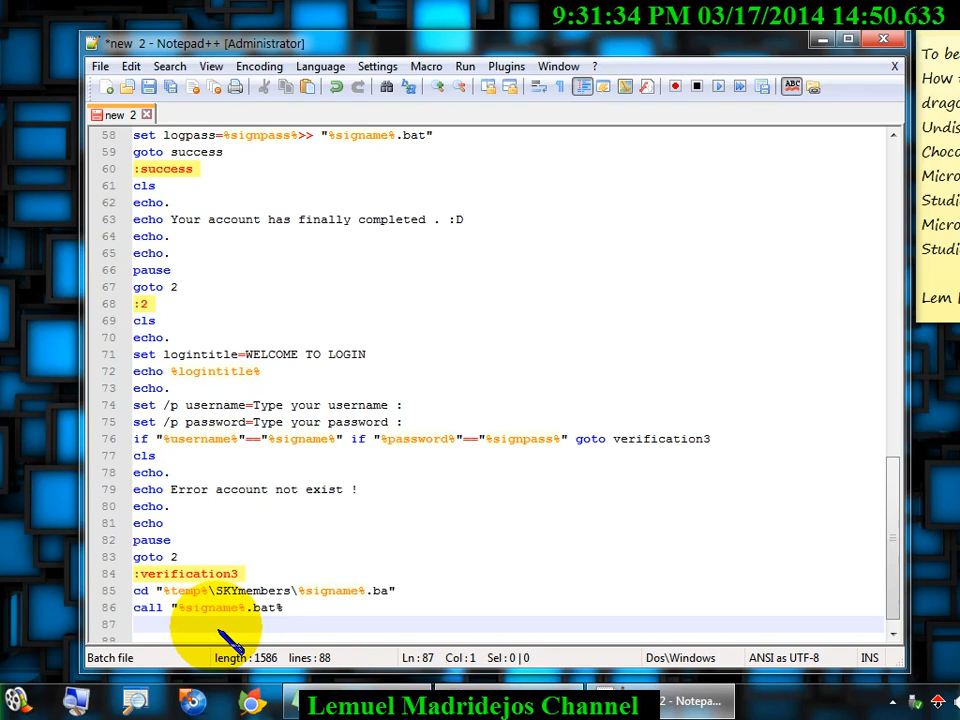 9:31:34 PM 03/17/2014 14:50.633
*new 2 - Notepad++ [Administrator]
File Edit Search View Encoding Language Settings Macro Run Plugins Window ? X
new 2
58 set logpass=%signpass%>> "%signame%.bat"
59 goto success
60 :success
61 cls
62 echo.
63 echo Your account has finally completed . :D
64 echo.
65 echo.
66 pause
67 goto 2
68 :2
69 cls
70 echo.
71 set logintitle=WELCOME TO LOGIN
72 echo %logintitle%
73 echo.
74 set /p username=Type your username :
75 set /p password=Type your password :
76 if "%username%"=="%signame%" if "%password%"=="%signpass%" goto verification3
77 cls
78 echo.
79 echo Error account not exist !
80 echo.
81 echo
82 pause
83 goto 2
84 :verification3
85 cd "%temp%\SKYmembers\%signame%.ba"
86 call "%signame%.bat%
87
88
Batch file length : 1586 lines : 88 Ln : 87 Col : 1 Sel : 0 | 0 Dos\Windows ANSI as UTF-8 INS
To be
How
drago
Undis
Choco
Micro
Studi
Micro
Studi
Lem
Lemuel Madridejos Channel
- Notepa...